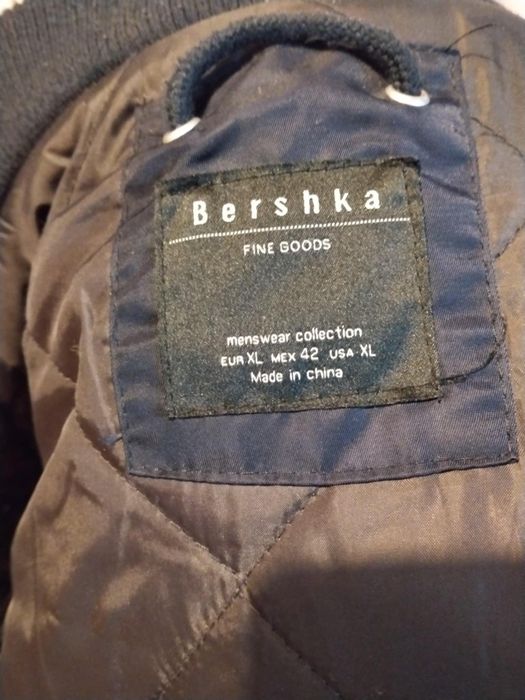 Bershka
FINE GOODS
menswear collection
EUR XL MEX 42 USA XL
Made in china